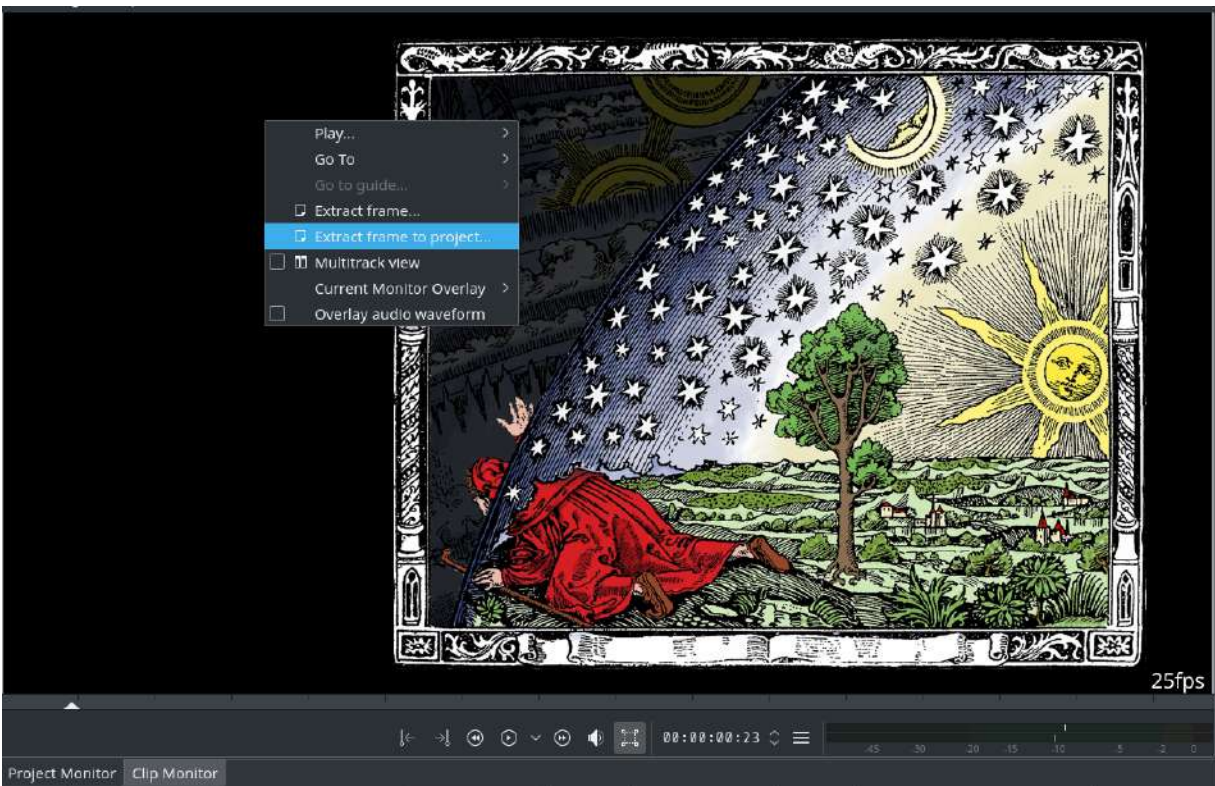 Play...
Go To
Go to guide...
Extract frame...
Extract frame to project...
Multitrack view
Current Monitor Overlay
Overlay audio waveform
25fps
00:00:00:23
-45 -30 -20 -15 -10 -5 -2 0
Project Monitor Clip Monitor